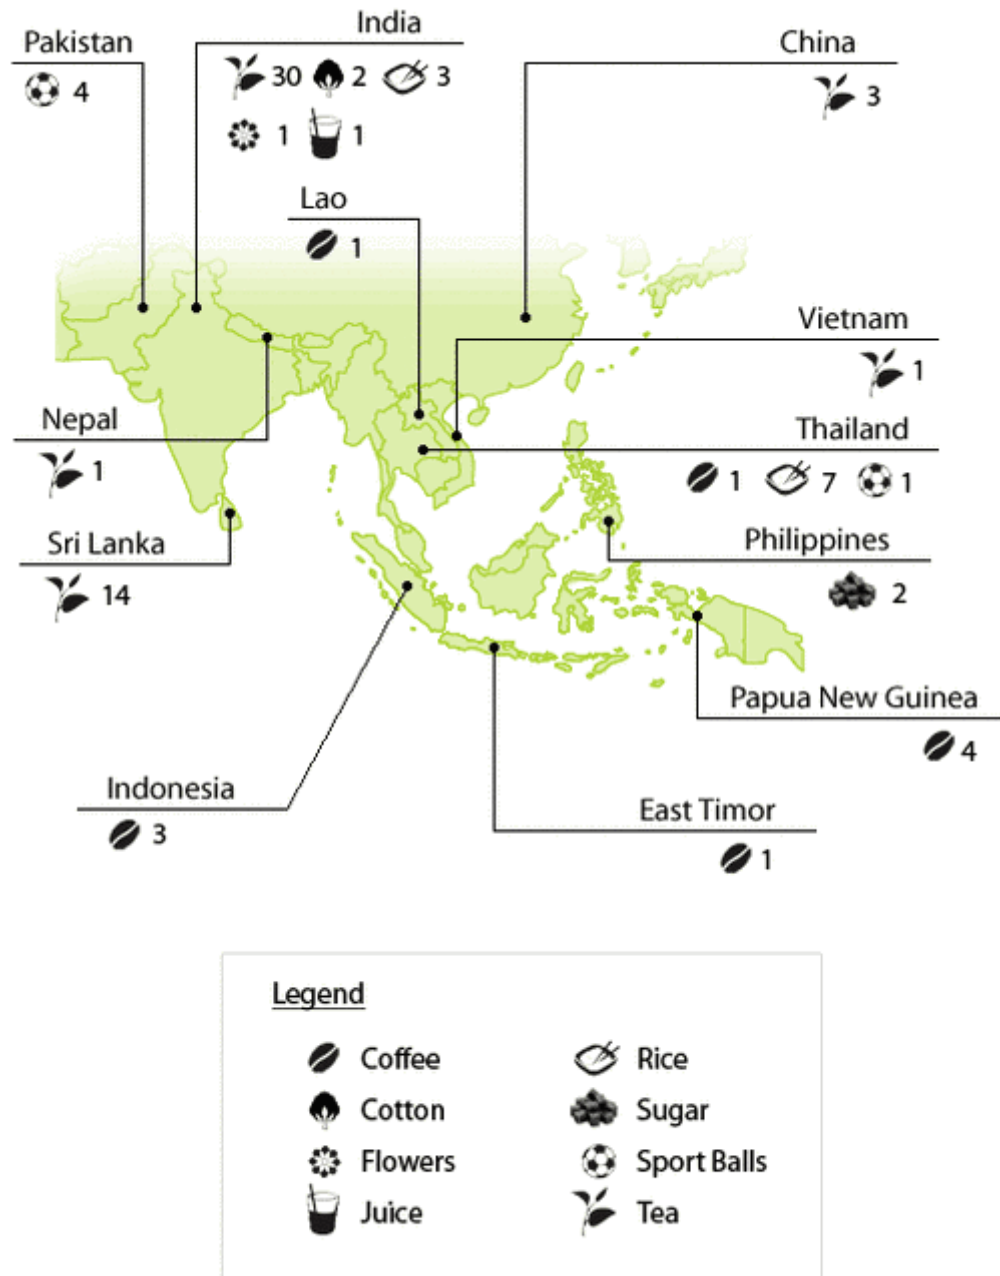 India
Pakistan
China
4
30 2 3
3
1 1
Lao
1
Vietnam
1
Nepal
Thailand
1
1 7 1
Sri Lanka
Philippines
14
2
Papua New Guinea
4
Indonesia
East Timor
3
1
Legend
Coffee Rice
Cotton Sugar
Flowers Sport Balls
Juice Tea